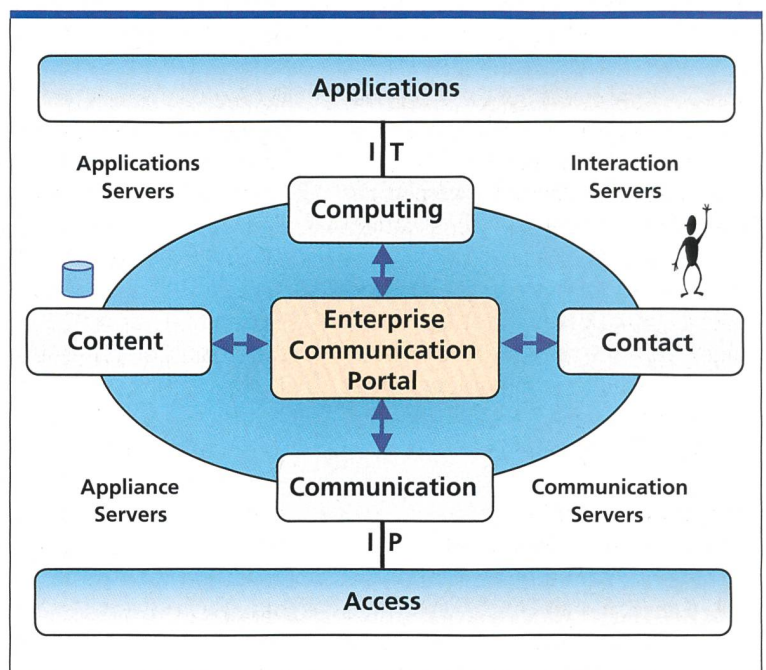 Applications
I T
Applications
Servers
Interaction
Servers
Computing
Content
Enterprise
Communication
Portal
Contact
Appliance
Servers
Communication
Communication
Servers
I P
Access